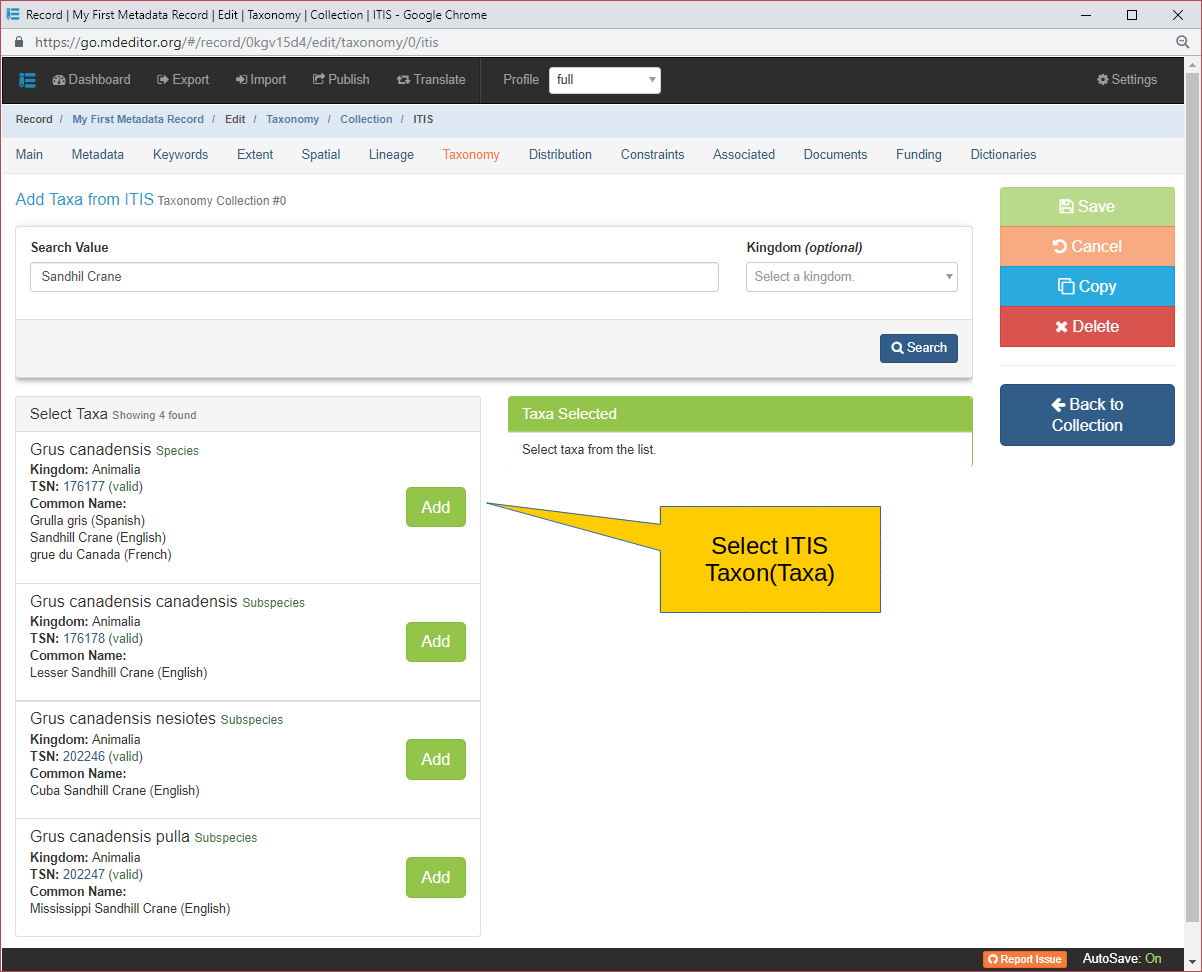 Record | My First Metadata Record | Edit | Taxonomy | Collection | ITIS - Google Chrome
https://go.mdeditor.org/#/record/0kgv15d4/edit/taxonomy/0/itis
Dashboard Export Import Publish Translate Profile full Settings
Record / My First Metadata Record / Edit / Taxonomy / Collection / ITIS
Main Metadata Keywords Extent Spatial Lineage Taxonomy Distribution Constraints Associated Documents Funding Dictionaries
Add Taxa from ITIS Taxonomy Collection #0
Search Value
Kingdom (optional)
Sandhil Crane
Select a kingdom.
Search
Save
Cancel
Copy
Delete
Back to
Collection
Select Taxa Showing 4 found
Grus canadensis Species
Kingdom: Animalia
TSN: 176177 (valid)
Common Name:
Grulla gris (Spanish)
Sandhill Crane (English)
grue du Canada (French)
Add
Grus canadensis canadensis Subspecies
Kingdom: Animalia
TSN: 176178 (valid)
Common Name:
Lesser Sandhill Crane (English)
Add
Grus canadensis nesiotes Subspecies
Kingdom: Animalia
TSN: 202246 (valid)
Common Name:
Cuba Sandhill Crane (English)
Add
Grus canadensis pulla Subspecies
Kingdom: Animalia
TSN: 202247 (valid)
Common Name:
Mississippi Sandhill Crane (English)
Add
Taxa Selected
Select taxa from the list.
Select ITIS
Taxon(Taxa)
Report Issue AutoSave: On